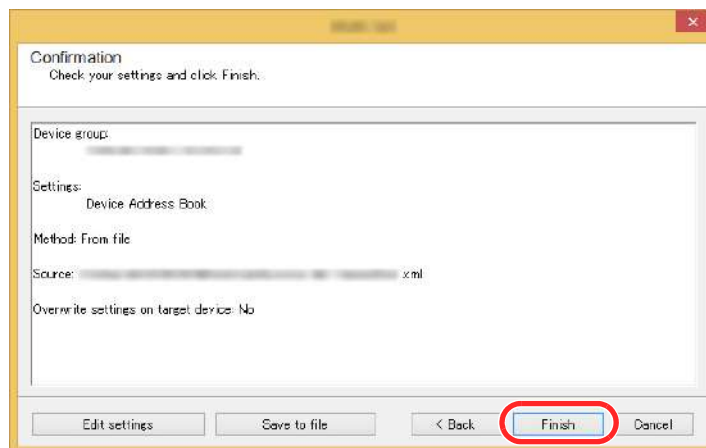 Confirmation
Check your settings and click Finish.
Device group:
Settings:
Device Address Book
Method: From file
Source: .xml
Overwrite settings on target device: No
Edit settings
Save to file
< Back
Finish
Cancel